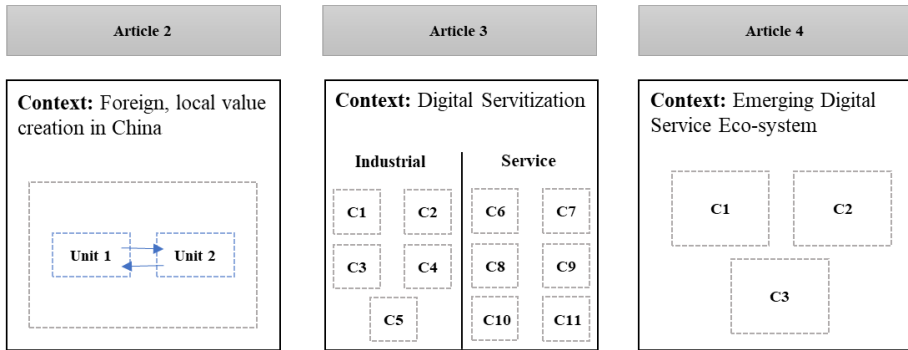 Article 2
Article 3
Article 4
Context: Foreign, local value
creation in China
Unit 1
Unit 2
Context: Digital Servitization
Industrial
Service
C1
C2
C6
C7
C3
C4
C8
C9
C5
C10
C11
Context: Emerging Digital
Service Eco-system
C1
C2
C3